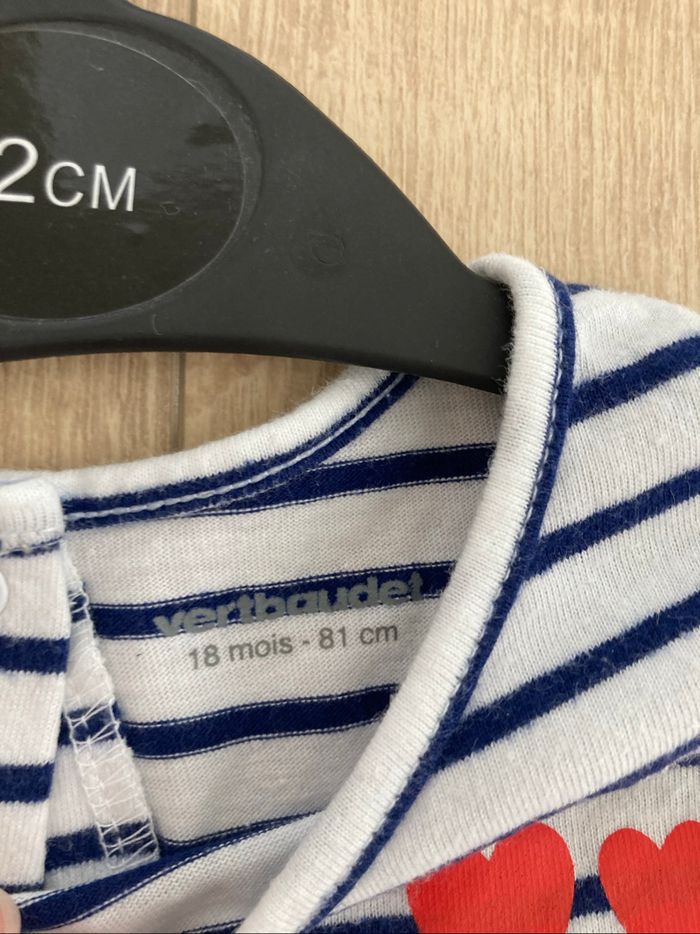 2CM
vertbaudet
18 mois - 81 cm